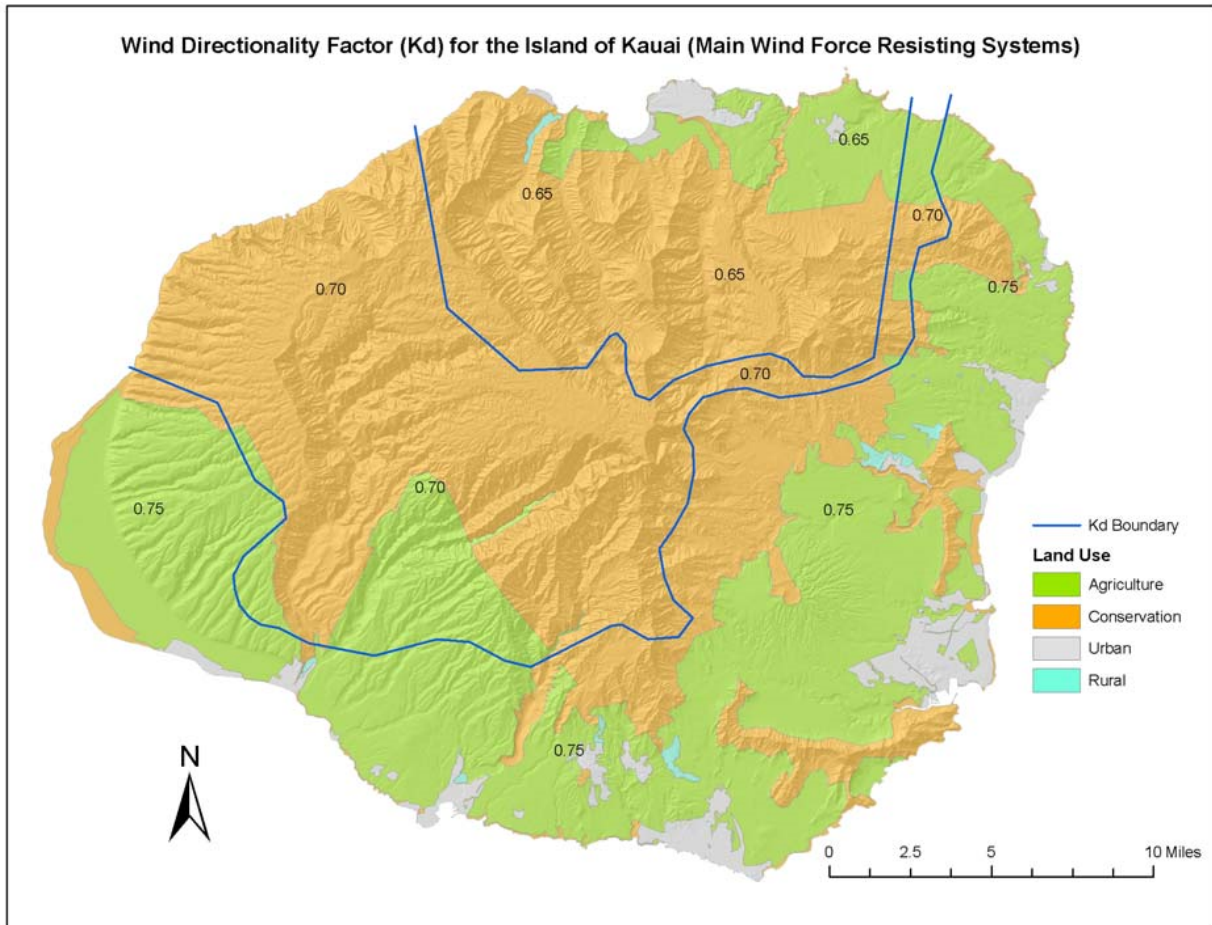 Wind Directionality Factor (Kd) for the Island of Kauai (Main Wind Force Resisting Systems)
0.65
0.65
0.70
0.65
0.70
0.75
0.70
0.70
0.75
0.75
Kd Boundary
Land Use
Agriculture
Conservation
Urban
Rural
0.75
N
0 2.5 5 10 Miles